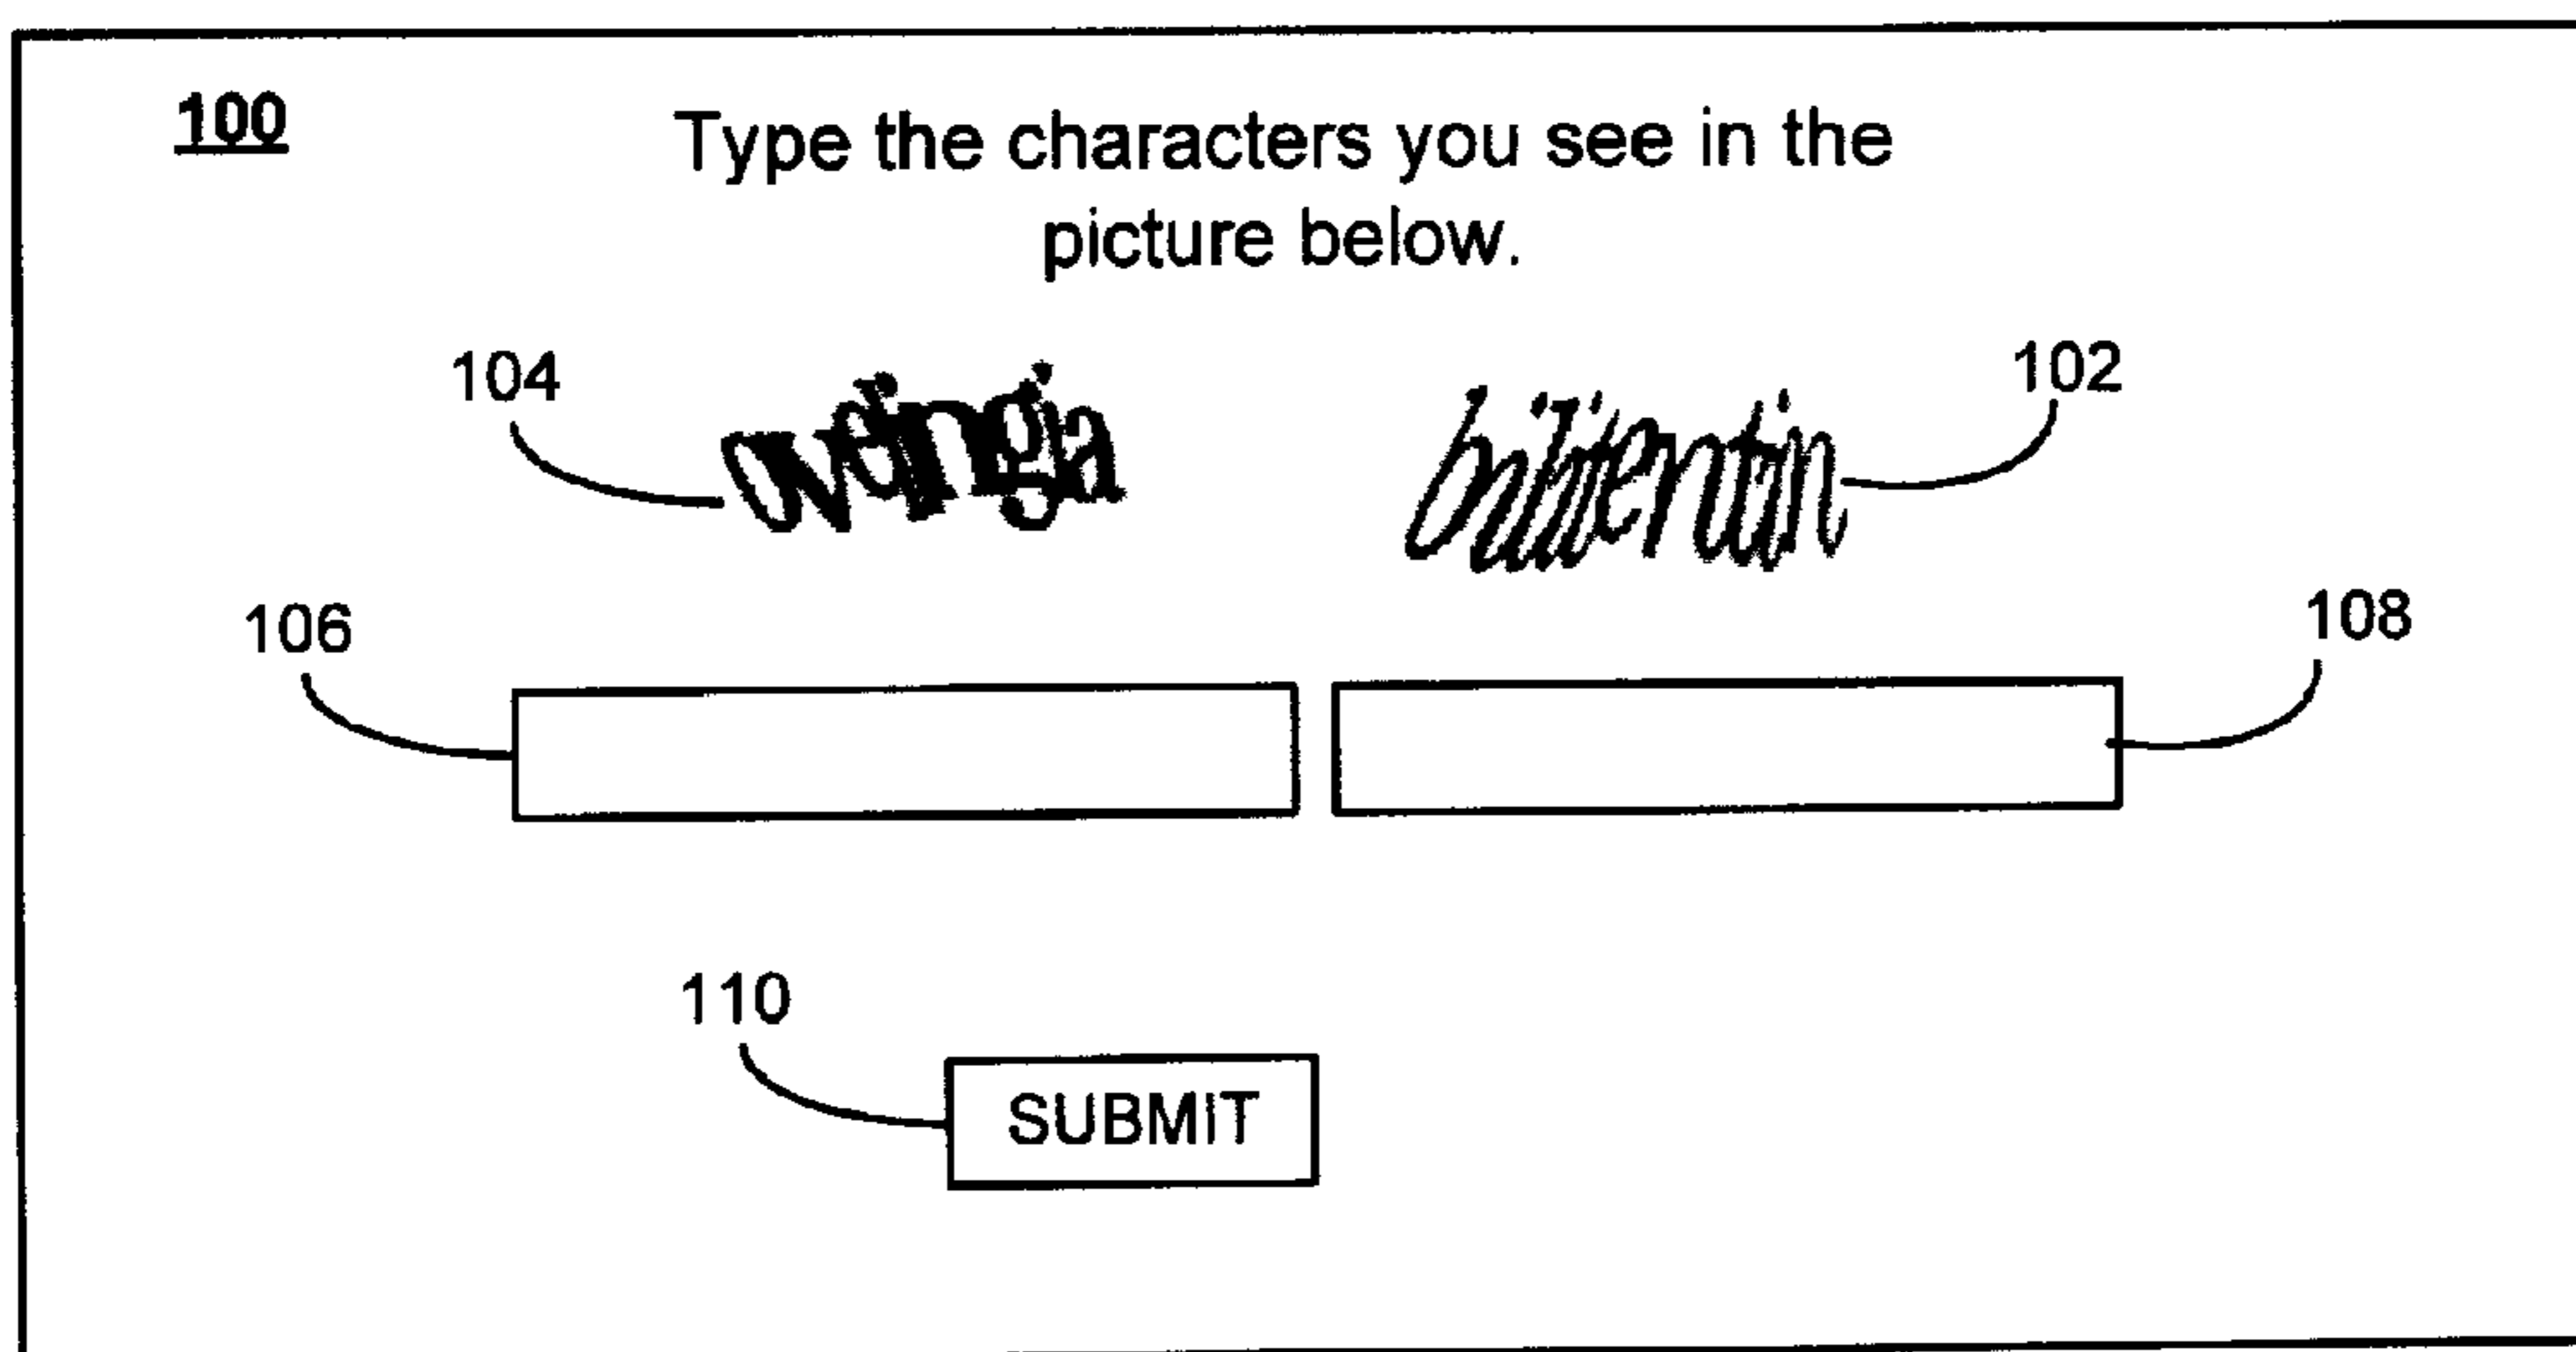 100
Type the characters you see in the
picture below.
104
102
106
108
110
SUBMIT